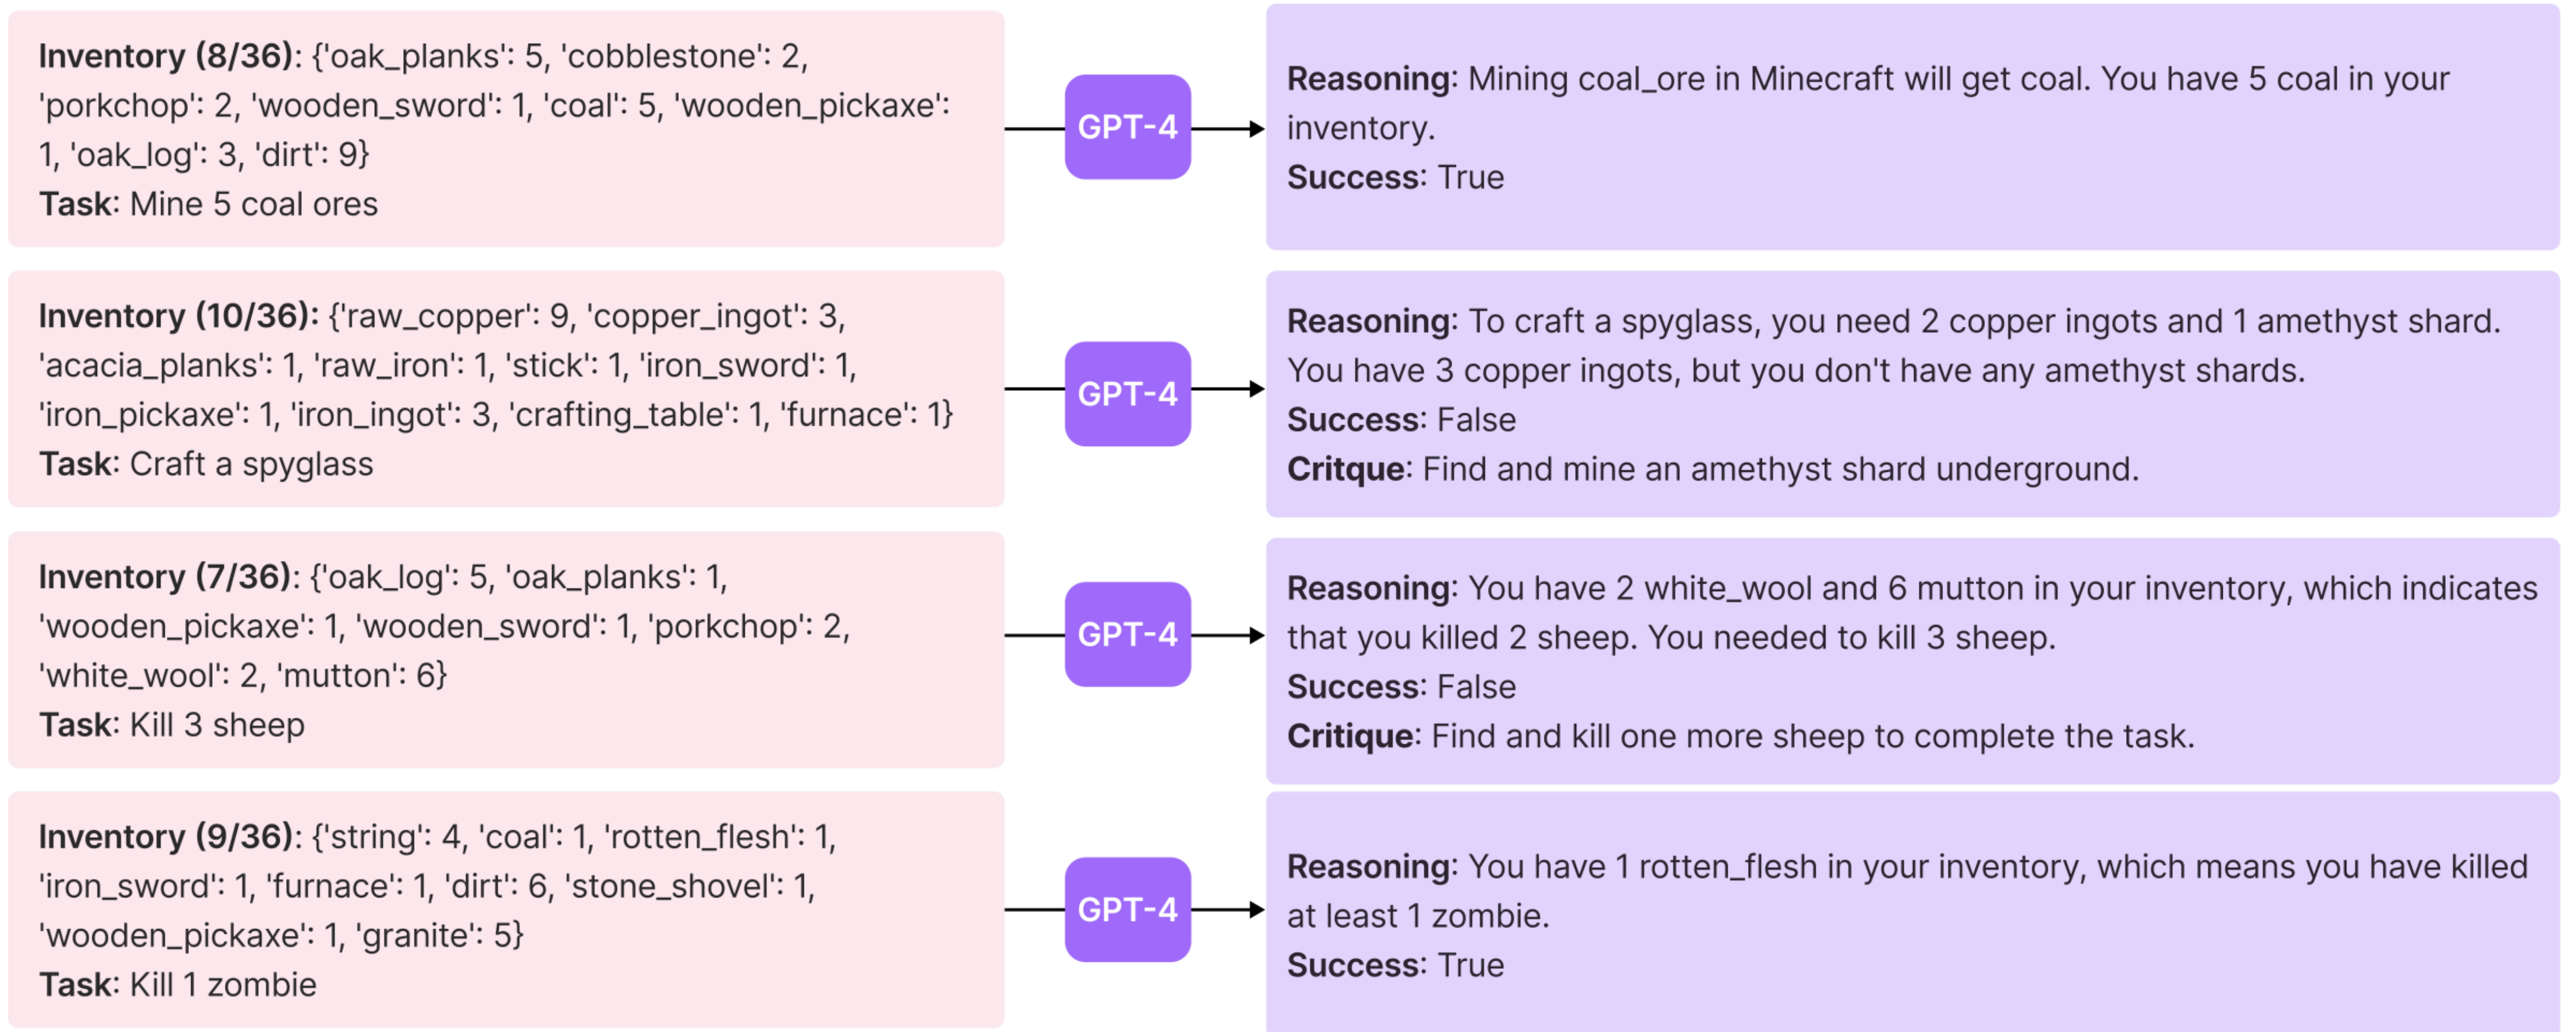 Inventory (8/36): {'oak_planks': 5, 'cobblestone': 2,
'porkchop': 2, 'wooden_sword': 1, 'coal': 5, 'wooden_pickaxe':
1, 'oak_log': 3, 'dirt': 9}
Task: Mine 5 coal ores
GPT-4
Reasoning: Mining coal_ore in Minecraft will get coal. You have 5 coal in your
inventory.
Success: True
Inventory (10/36): {'raw_copper': 9, 'copper_ingot': 3,
'acacia_planks': 1, 'raw_iron': 1, 'stick': 1, 'iron_sword': 1,
'iron_pickaxe': 1, 'iron_ingot': 3, 'crafting_table': 1, 'furnace': 1}
Task: Craft a spyglass
GPT-4
Reasoning: To craft a spyglass, you need 2 copper ingots and 1 amethyst shard.
You have 3 copper ingots, but you don't have any amethyst shards.
Success: False
Critque: Find and mine an amethyst shard underground.
Inventory (7/36): {'oak_log': 5, 'oak_planks': 1,
'wooden_pickaxe': 1, 'wooden_sword': 1, 'porkchop': 2,
'white_wool': 2, 'mutton': 6}
Task: Kill 3 sheep
GPT-4
Reasoning: You have 2 white_wool and 6 mutton in your inventory, which indicates
that you killed 2 sheep. You needed to kill 3 sheep.
Success: False
Critique: Find and kill one more sheep to complete the task.
Inventory (9/36): {'string': 4, 'coal': 1, 'rotten_flesh': 1,
'iron_sword': 1, 'furnace': 1, 'dirt': 6, 'stone_shovel': 1,
'wooden_pickaxe': 1, 'granite': 5}
Task: Kill 1 zombie
GPT-4
Reasoning: You have 1 rotten_flesh in your inventory, which means you have killed
at least 1 zombie.
Success: True